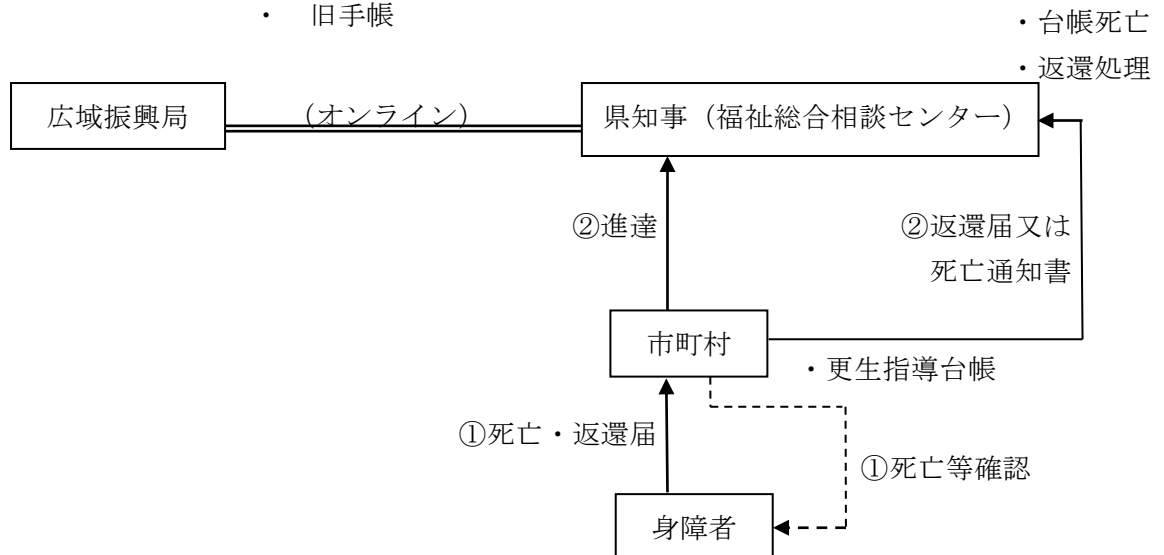 ・ 旧手帳
・台帳死亡
・返還処理
広域振興局
(オンライン)
県知事（福祉総合相談センター）
②進達
②返還届又は
死亡通知書
市町村
・更生指導台帳
①死亡・返還届
①死亡等確認
身障者